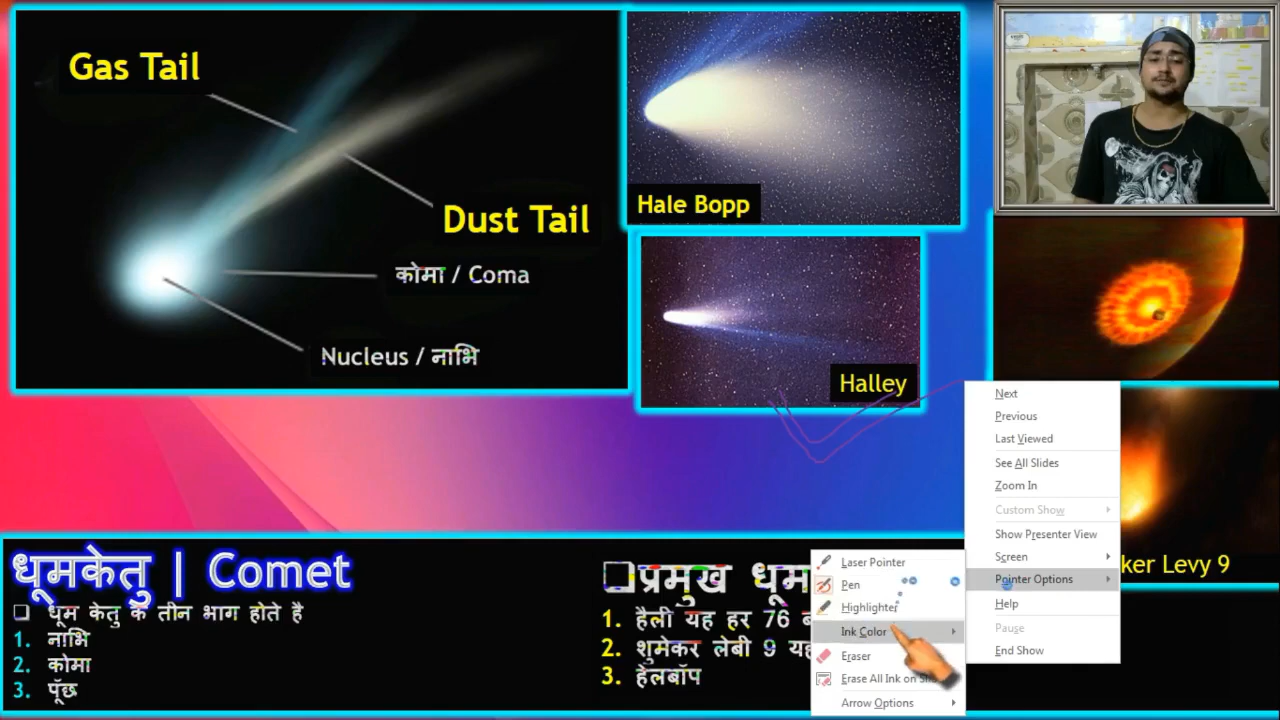 Gas Tail
Dust Tail
कोमा / Coma
Nucleus / नाभि
Hale Bopp
Halley
ker Levy 9
धूमकेतु | Comet
धूम केतु के तीन भाग होते है
1. नाभि
2. कोमा
3. पूँछ
प्रमुख धूम
1. हैली यह हर 76 ब
2. शुमेकर लेबी 9 यह
3. हैलबॉप
Next
Previous
Last Viewed
See All Slides
Zoom In
Custom Show
Show Presenter View
Screen
Pointer Options
Help
Pause
End Show
Laser Pointer
Pen
Highlighter
Ink Color
Eraser
Erase All Ink on
Arrow Options